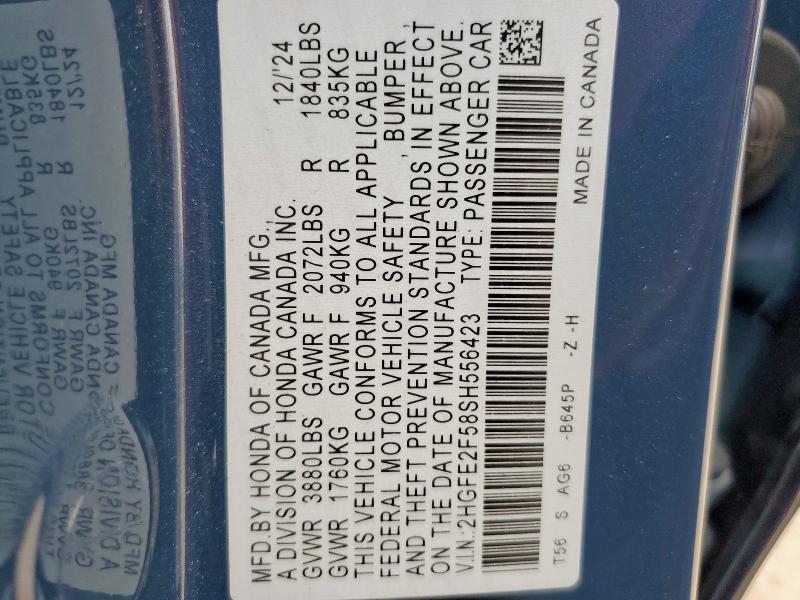 MFD.BY HONDA OF CANADA MFG., 12/'24
A DIVISION OF HONDA CANADA INC.
GVWR 3880LBS GAWR F 2072LBS R 1840LBS
GVWR 1760KG GAWR F 940KG R 835KG
THIS VEHICLE CONFORMS TO ALL APPLICABLE
FEDERAL MOTOR VEHICLE SAFETY, BUMPER,
AND THEFT PREVENTION STANDARDS IN EFFECT
ON THE DATE OF MANUFACTURE SHOWN ABOVE.
V.I.N.:2HGFE2F58SH556423 TYPE: PASSENGER CAR
T56 S AG6 -B645P -Z -H
MADE IN CANADA